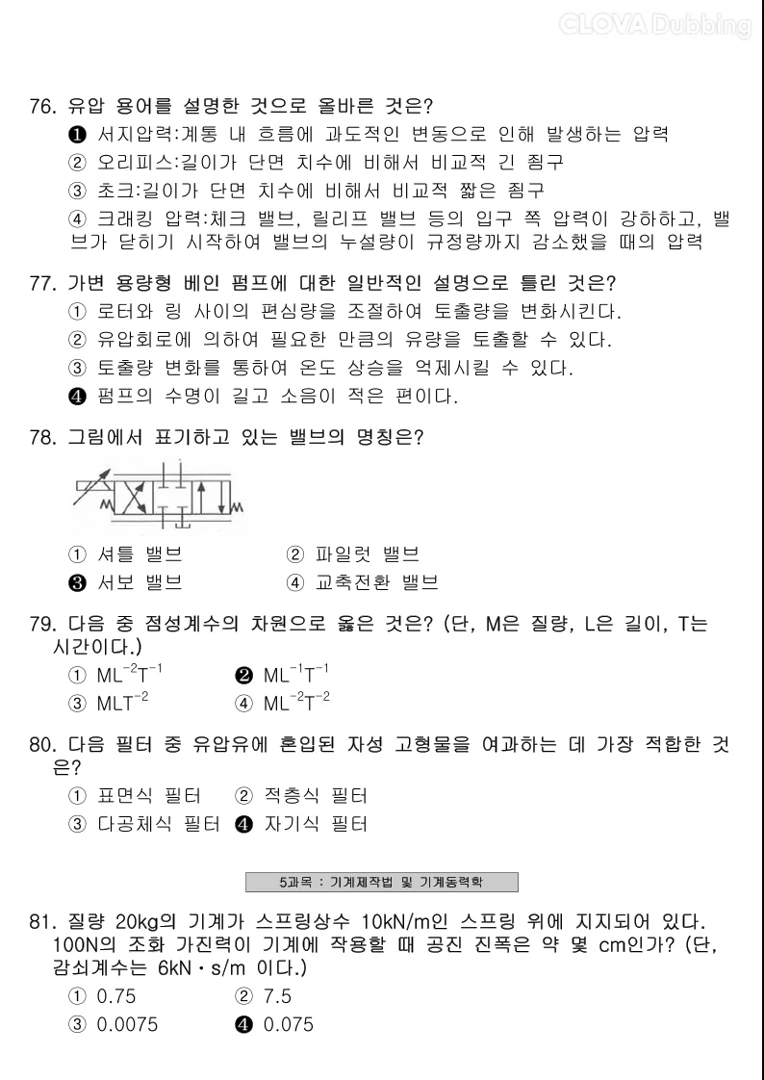 CLOVA Dubbing
76. 유압 용어를 설명한 것으로 올바른 것은?
❶ 서지압력:계통 내 흐름에 과도적인 변동으로 인해 발생하는 압력
② 오리피스:길이가 단면 치수에 비해서 비교적 긴 죔구
③ 초크:길이가 단면 치수에 비해서 비교적 짧은 죔구
④ 크래킹 압력:체크 밸브, 릴리프 밸브 등의 입구 쪽 압력이 강하하고, 밸
브가 닫히기 시작하여 밸브의 누설량이 규정량까지 감소했을 때의 압력
77. 가변 용량형 베인 펌프에 대한 일반적인 설명으로 틀린 것은?
① 로터와 링 사이의 편심량을 조절하여 토출량을 변화시킨다.
② 유압회로에 의하여 필요한 만큼의 유량을 토출할 수 있다.
③ 토출량 변화를 통하여 온도 상승을 억제시킬 수 있다.
❹ 펌프의 수명이 길고 소음이 적은 편이다.
78. 그림에서 표기하고 있는 밸브의 명칭은?
① 셔틀 밸브 ② 파일럿 밸브
❸ 서보 밸브 ④ 교축전환 밸브
79. 다음 중 점성계수의 차원으로 옳은 것은? (단, M은 질량, L은 길이, T는
시간이다.)
① ML⁻²T⁻¹ ❷ ML⁻¹T⁻¹
③ MLT⁻² ④ ML⁻²T⁻²
80. 다음 필터 중 유압유에 혼입된 자성 고형물을 여과하는 데 가장 적합한 것
은?
① 표면식 필터 ② 적층식 필터
③ 다공체식 필터 ❹ 자기식 필터
5과목 : 기계제작법 및 기계동력학
81. 질량 20kg의 기계가 스프링상수 10kN/m인 스프링 위에 지지되어 있다.
100N의 조화 가진력이 기계에 작용할 때 공진 진폭은 약 몇 cm인가? (단,
감쇠계수는 6kN·s/m 이다.)
① 0.75 ② 7.5
③ 0.0075 ❹ 0.075